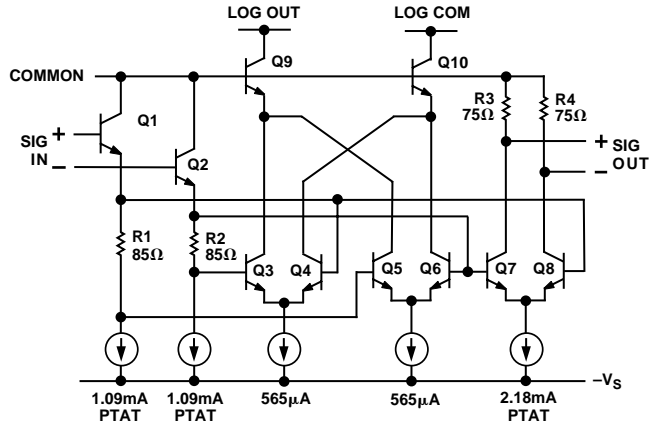 LOG OUT
LOG COM
Q9
Q10
COMMON
R3
75Ω
R4
75Ω
Q1
SIG +
IN −
Q2
+ SIG
− OUT
R1
85Ω
R2
85Ω
Q3
Q4
Q5
Q6
Q7
Q8
–VS
1.09mA
PTAT
1.09mA
PTAT
565µA
565µA
2.18mA
PTAT